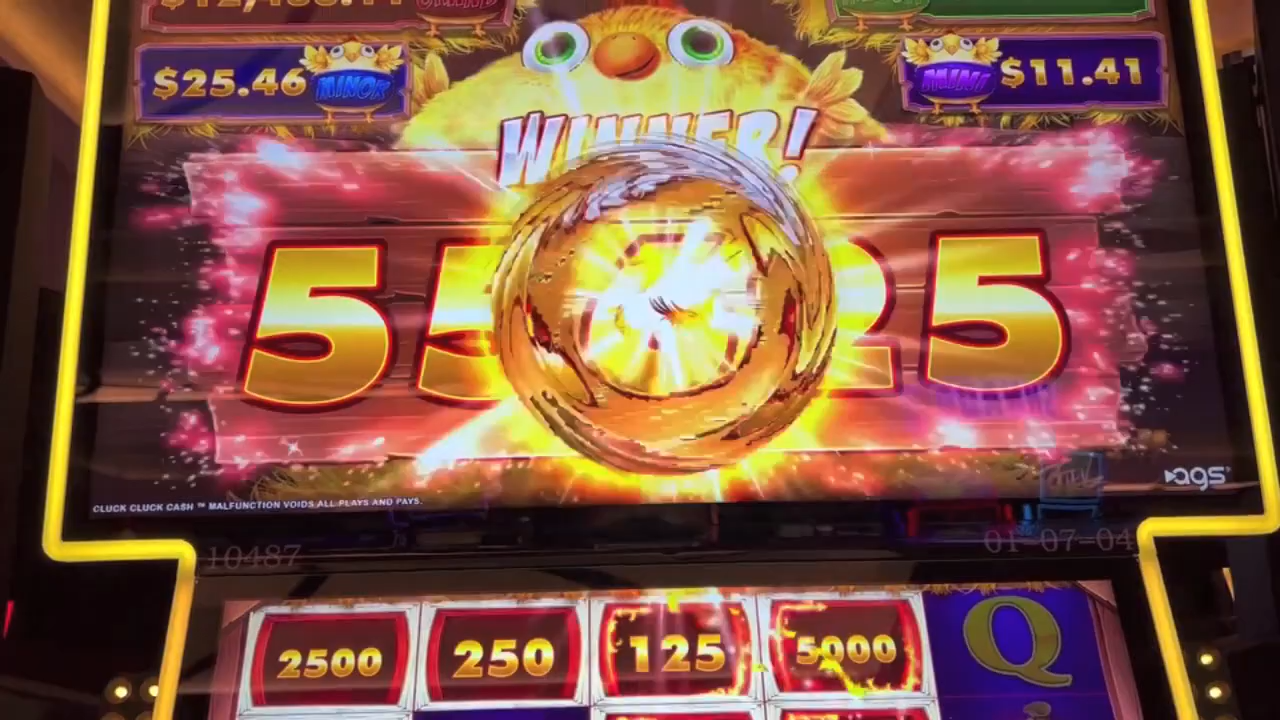 $25.46 MINOR
MINI $11.41
WINNER!
CLUCK CLUCK CASH ™ MALFUNCTION VOIDS ALL PLAYS AND PAYS.
ags
10487
01-07-04
2500
250
125
5000
Q